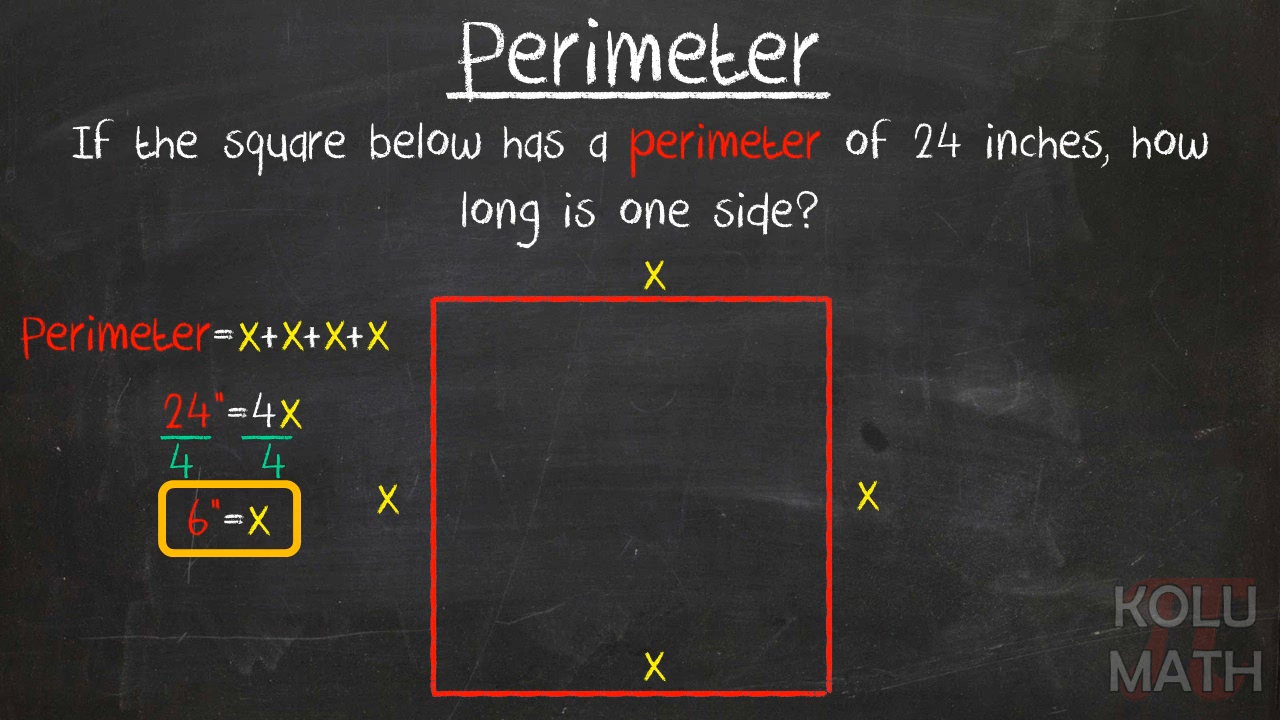 Perimeter
If the square below has a perimeter of 24 inches, how
long is one side?
x
Perimeter=x+x+x+x
24"=4x
4 4
x
x
6"=x
x
KOLU
MATH